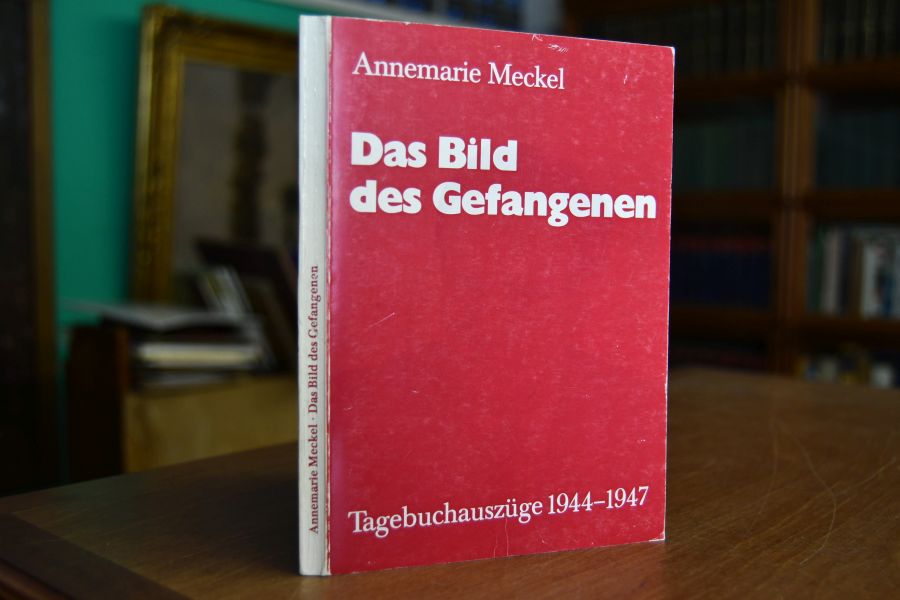 Annemarie Meckel
Das Bild
des Gefangenen
Tagebuchauszüge 1944–1947
Annemarie Meckel · Das Bild des Gefangenen